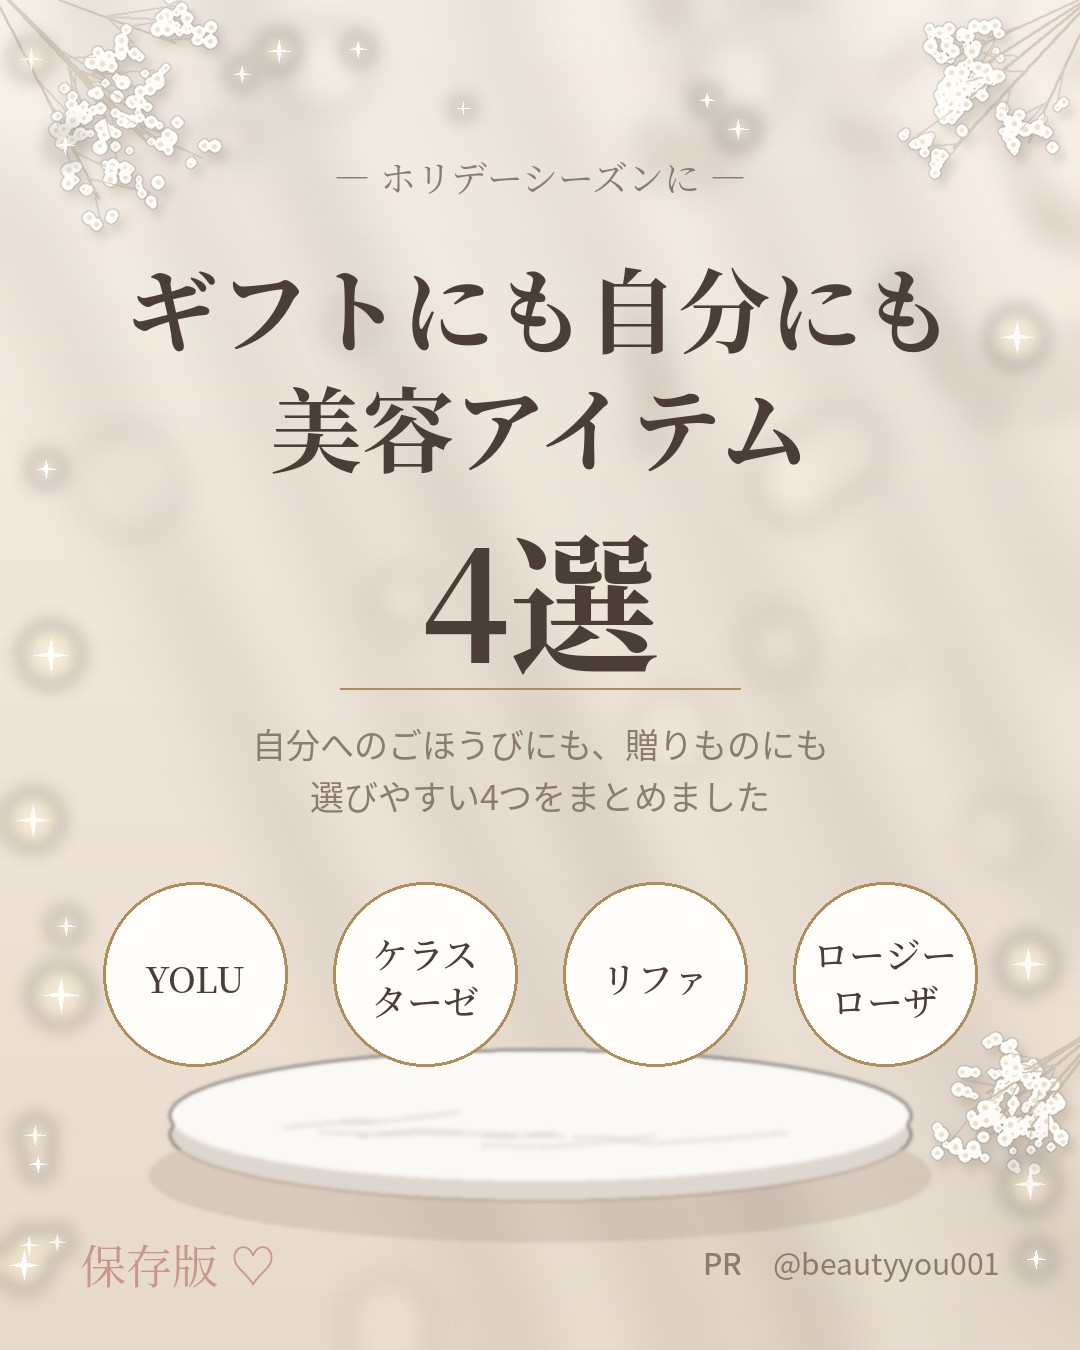 — ホリデーシーズンに —
ギフトにも自分にも
美容アイテム
4選
自分へのごほうびにも、贈りものにも
選びやすい4つをまとめました
YOLU
ケラス
ターゼ
リファ
ロージー
ローザ
保存版 ♡
PR @beautyyou001